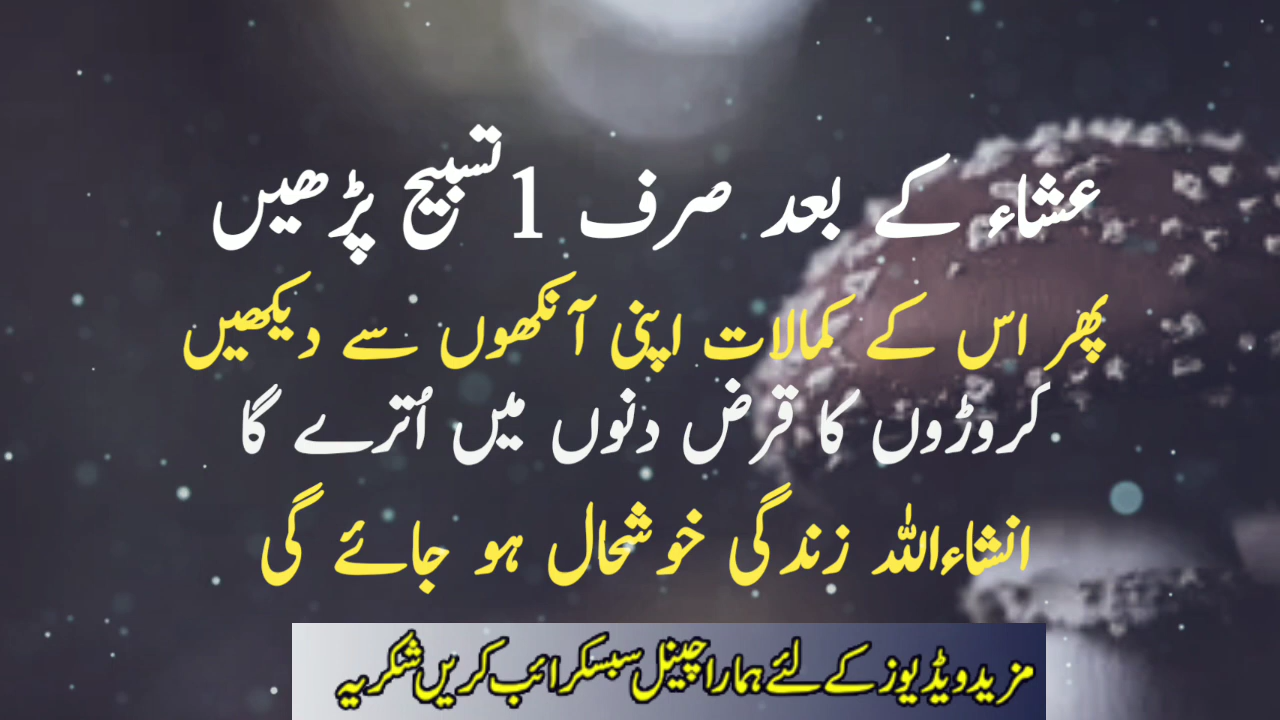 عشاء کے بعد صرف 1 تسبیح پڑھیں
پھر اس کے کمالات اپنی آنکھوں سے دیکھیں
کروڑوں کا قرض دنوں میں اُترے گا
انشاءاللہ زندگی خوشحال ہو جائے گی
مزید ویڈیوز کے لئے ہمارا چینل سبسکرائب کریں شکریہ